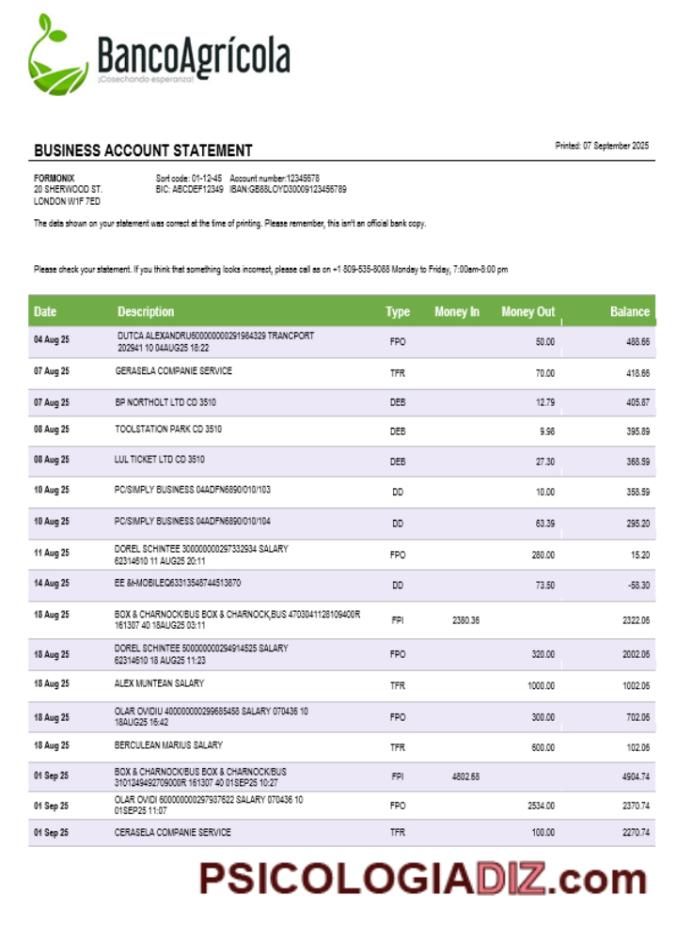 BancoAgrícola
¡Cosechando esperanza!
BUSINESS ACCOUNT STATEMENT
Printed: 07 September 2025
FORMONIX Sort code: 01-12-45 Account number:12345678
20 SHERWOOD ST. BIC: ABCDEF12349 IBAN:GB88LOYD30009123456789
LONDON W1F 7ED
The data shown on your statement was correct at the time of printing. Please remember, this isn't an official bank copy.
Please check your statement. If you think that something looks incorrect, please call as on +1 809-535-8088 Monday to Friday, 7:00am-8:00 pm
Date Description Type Money In Money Out Balance
04 Aug 25 DUTCA ALEXANDRU600000000291984329 TRANCPORT FPO 50.00 488.66
202941 10 04AUG25 18:22
07 Aug 25 GERASELA COMPANIE SERVICE TFR 70.00 418.66
07 Aug 25 BP NORTHOLT LTD CD 3510 DEB 12.79 405.87
08 Aug 25 TOOLSTATION PARK CD 3510 DEB 9.98 395.89
08 Aug 25 LUL TICKET LTD CD 3510 DEB 27.30 368.59
10 Aug 25 PC/SIMPLY BUSINESS 04ADFN6890/010/103 DD 10.00 358.59
10 Aug 25 PC/SIMPLY BUSINESS 04ADFN6890/010/104 DD 63.39 295.20
11 Aug 25 DOREL SCHINTEE 300000000297332934 SALARY FPO 280.00 15.20
62314610 11 AUG25 20:11
14 Aug 25 EE &t-MOBILEQ63313548744513870 DD 73.50 -58.30
18 Aug 25 BOX & CHARNOCK/BUS BOX & CHARNOCK,BUS 4703041128109400R FPI 2380.36 2322.06
161307 40 18AUG25 03:11
18 Aug 25 DOREL SCHINTEE 500000000294914525 SALARY FPO 320.00 2002.06
62314610 18 AUG25 11:23
18 Aug 25 ALEX MUNTEAN SALARY TFR 1000.00 1002.06
18 Aug 25 OLAR OVIDIU 400000000299685458 SALARY 070436 10 FPO 300.00 702.06
18AUG25 16:42
18 Aug 25 BERCULEAN MARIUS SALARY TFR 600.00 102.06
01 Sep 25 BOX & CHARNOCK/BUS BOX & CHARNOCK/BUS FPI 4802.68 4904.74
3101249492709000R 161307 40 01SEP25 10:27
01 Sep 25 OLAR OVIDI 600000000297937622 SALARY 070436 10 FPO 2534.00 2370.74
01SEP25 11:07
01 Sep 25 CERASELA COMPANIE SERVICE TFR 100.00 2270.74
PSICOLOGIADIZ.com